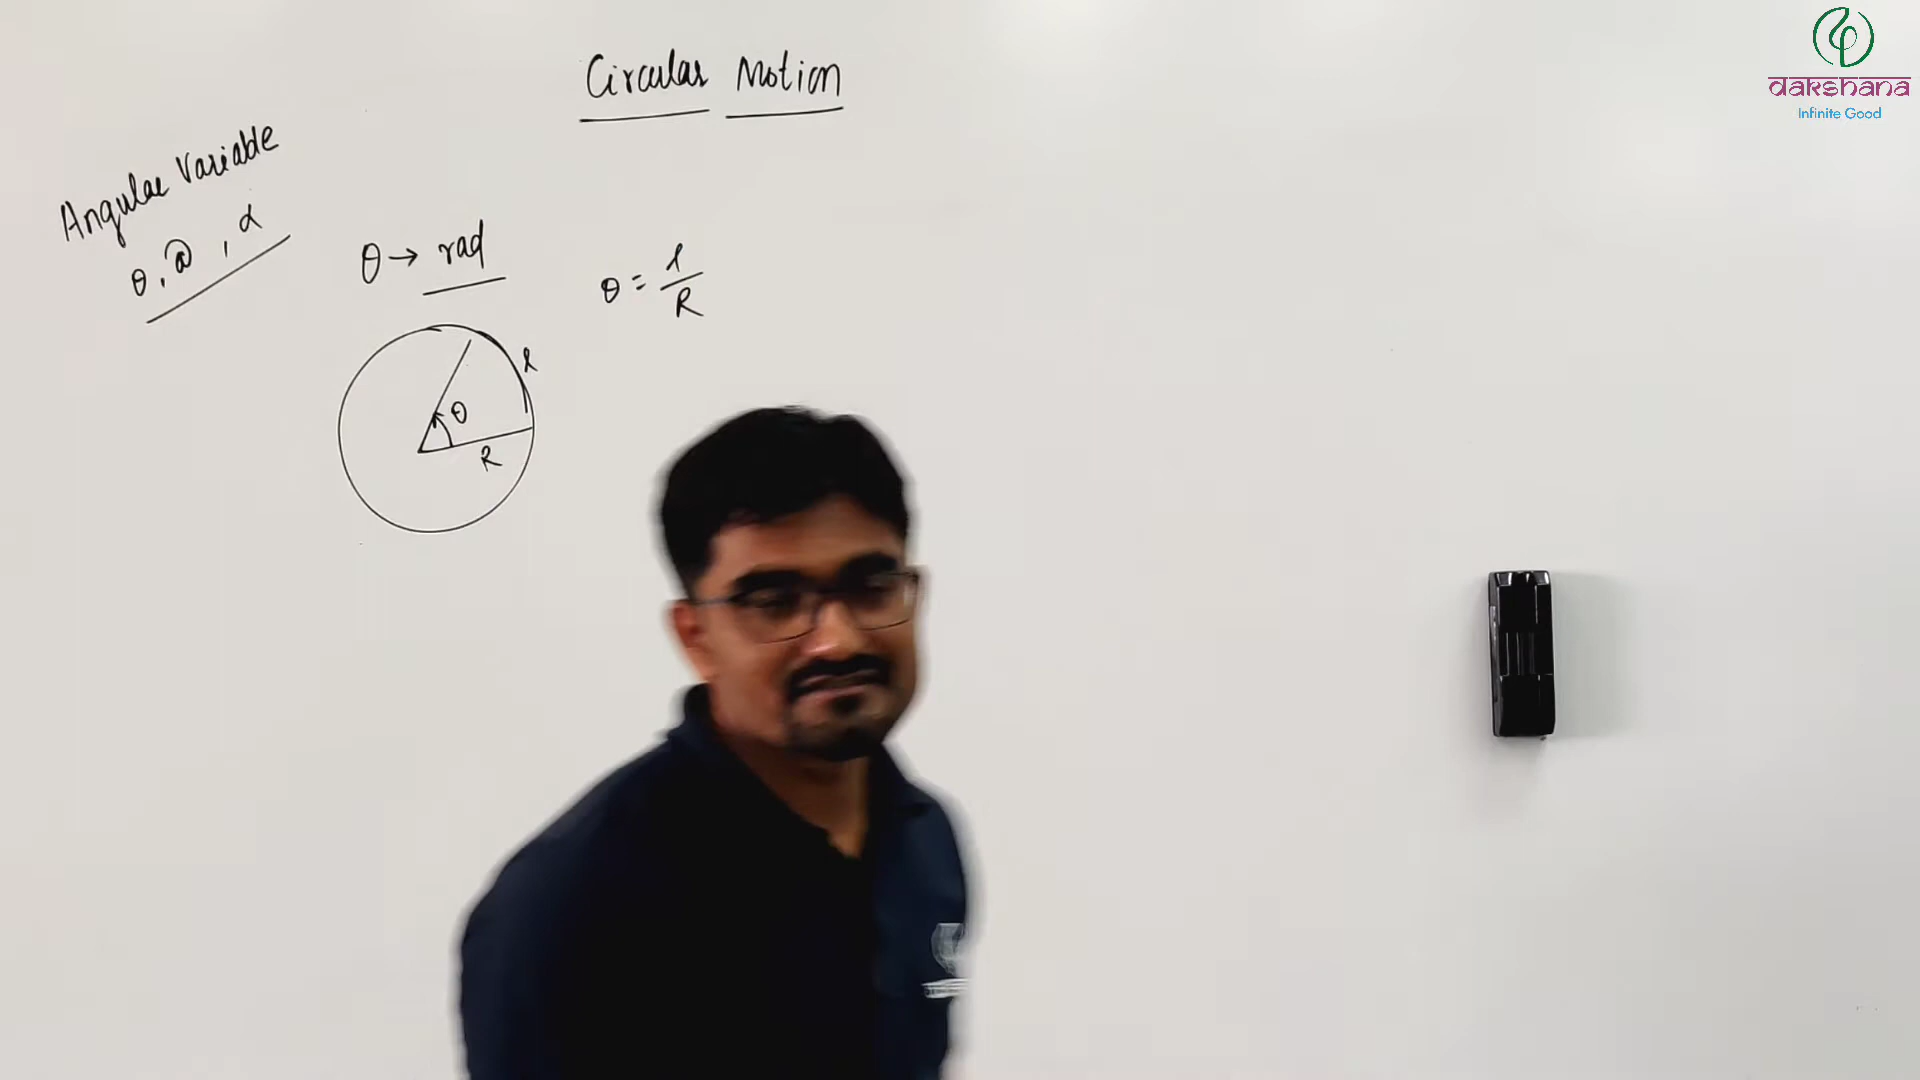 Circular Motion
Angular Variable
θ, ω, α
θ → rad
θ = l/R
l
θ
R
dakshana
Infinite Good